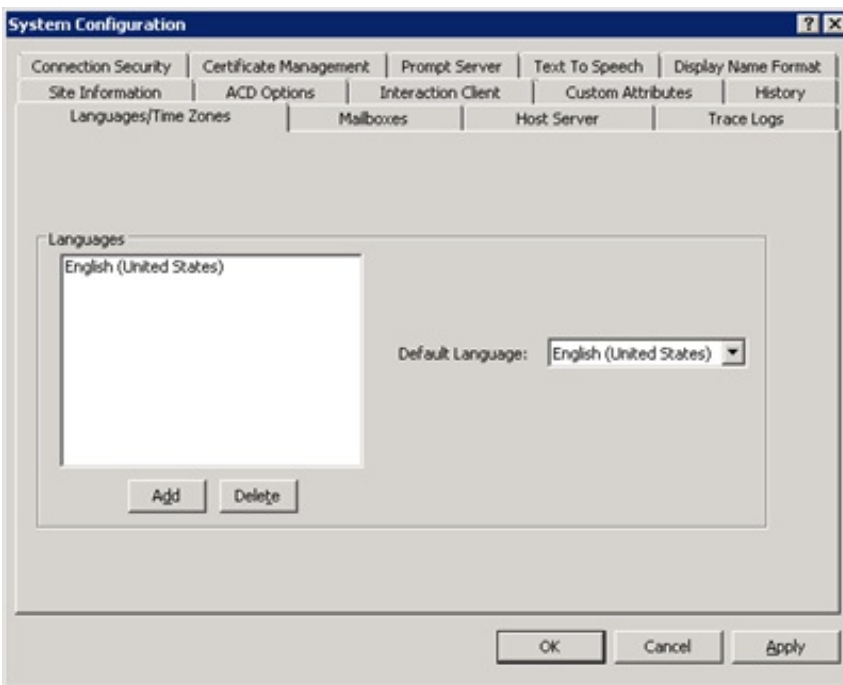 System Configuration
Connection Security Certificate Management Prompt Server Text To Speech Display Name Format
Site Information ACD Options Interaction Client Custom Attributes History
Languages/Time Zones Mailboxes Host Server Trace Logs
Languages
English (United States)
Default Language: English (United States)
Add Delete
OK Cancel Apply